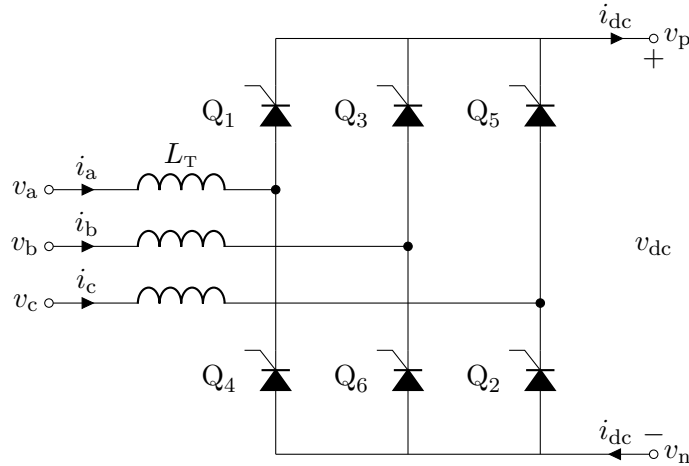 i_dc v_p
+
Q_1 Q_3 Q_5
L_T
v_a i_a
v_b i_b
v_dc
v_c i_c
Q_4 Q_6 Q_2
i_dc −
v_n